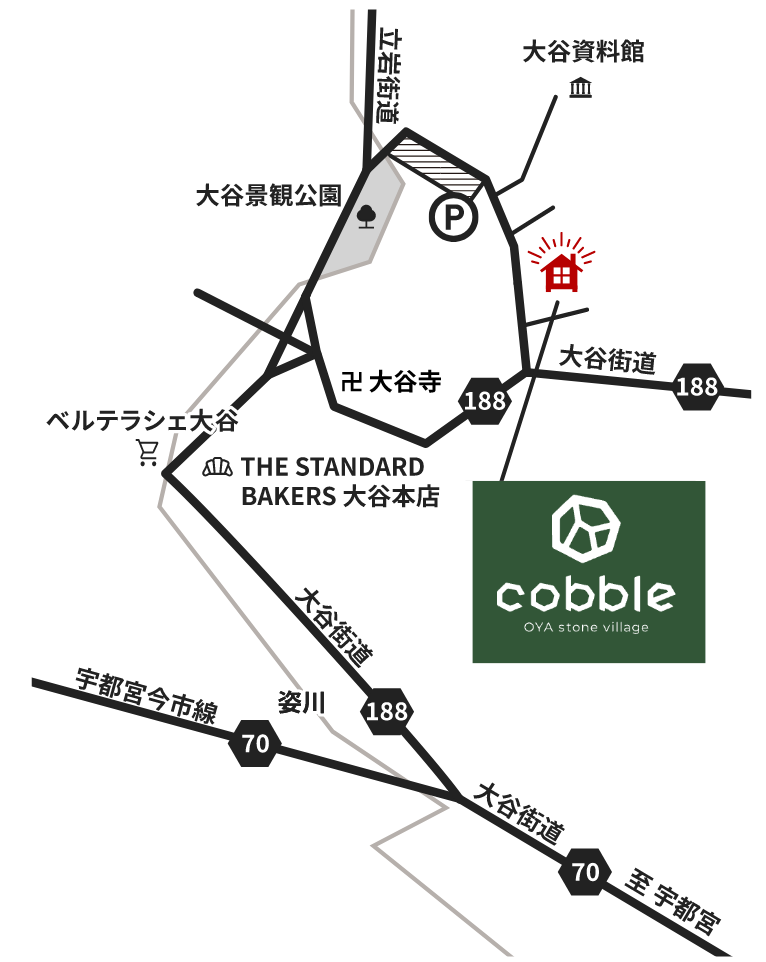 立岩街道
大谷資料館
大谷景観公園
P
大谷街道
188
卍 大谷寺
188
ベルテラシェ大谷
THE STANDARD
BAKERS 大谷本店
cobble
OYA stone village
大谷街道
宇都宮今市線
姿川
188
70
大谷街道
70
至 宇都宮